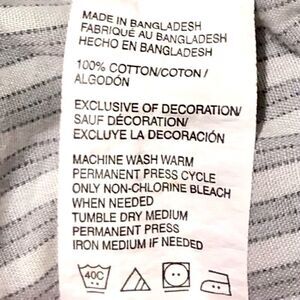 MADE IN BANGLADESH
FABRIQUÉ AU BANGLADESH
HECHO EN BANGLADESH
100% COTTON/COTON/
ALGODÓN
EXCLUSIVE OF DECORATION/
SAUF DÉCORATION/
EXCLUYE LA DECORACIÓN
MACHINE WASH WARM
PERMANENT PRESS CYCLE
ONLY NON-CHLORINE BLEACH
WHEN NEEDED
TUMBLE DRY MEDIUM
PERMANENT PRESS
IRON MEDIUM IF NEEDED
40C